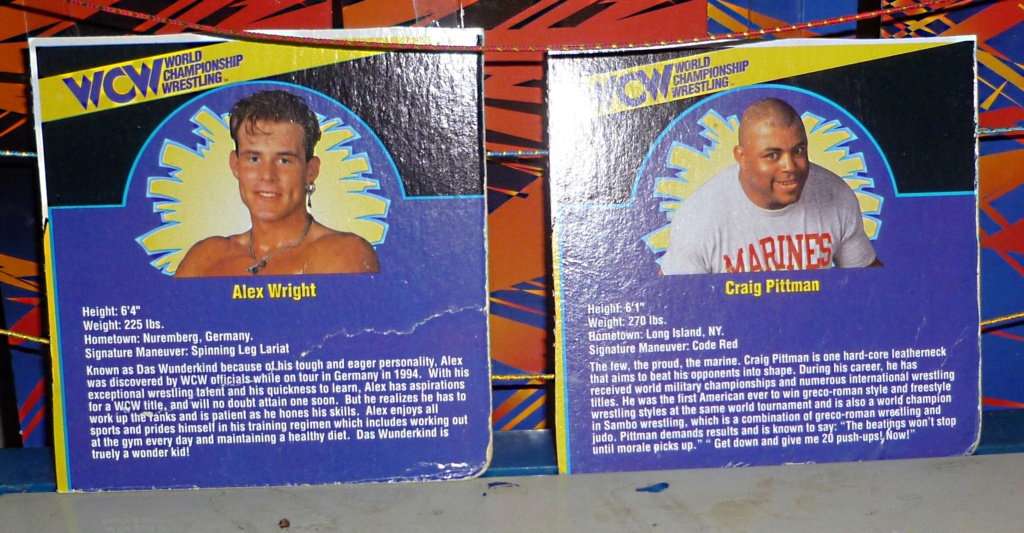 WCW WORLD
CHAMPIONSHIP
WRESTLING™
Alex Wright
Height: 6'4"
Weight: 225 lbs.
Hometown: Nuremberg, Germany.
Signature Maneuver: Spinning Leg Lariat
Known as Das Wunderkind because of his tough and eager personality, Alex
was discovered by WCW officials while on tour in Germany in 1994. With his
exceptional wrestling talent and his quickness to learn, Alex has aspirations
for a WCW title, and will no doubt attain one soon. But he realizes he has to
work up the ranks and is patient as he hones his skills. Alex enjoys all
sports and prides himself in his training regimen which includes working out
at the gym every day and maintaining a healthy diet. Das Wunderkind is
truely a wonder kid!
WCW WORLD
CHAMPIONSHIP
WRESTLING™
MARINES
Craig Pittman
Height: 6'1"
Weight: 270 lbs.
Hometown: Long Island, NY.
Signature Maneuver: Code Red
The few, the proud, the marine. Craig Pittman is one hard-core leatherneck
that aims to beat his opponents into shape. During his career, he has
received world military championships and numerous international wrestling
titles. He was the first American ever to win greco-roman style and freestyle
wrestling styles at the same world tournament and is also a world champion
in Sambo wrestling, which is a combination of greco-roman wrestling and
judo. Pittman demands results and is known to say: "The beatings won't stop
until morale picks up." " Get down and give me 20 push-ups! Now!"